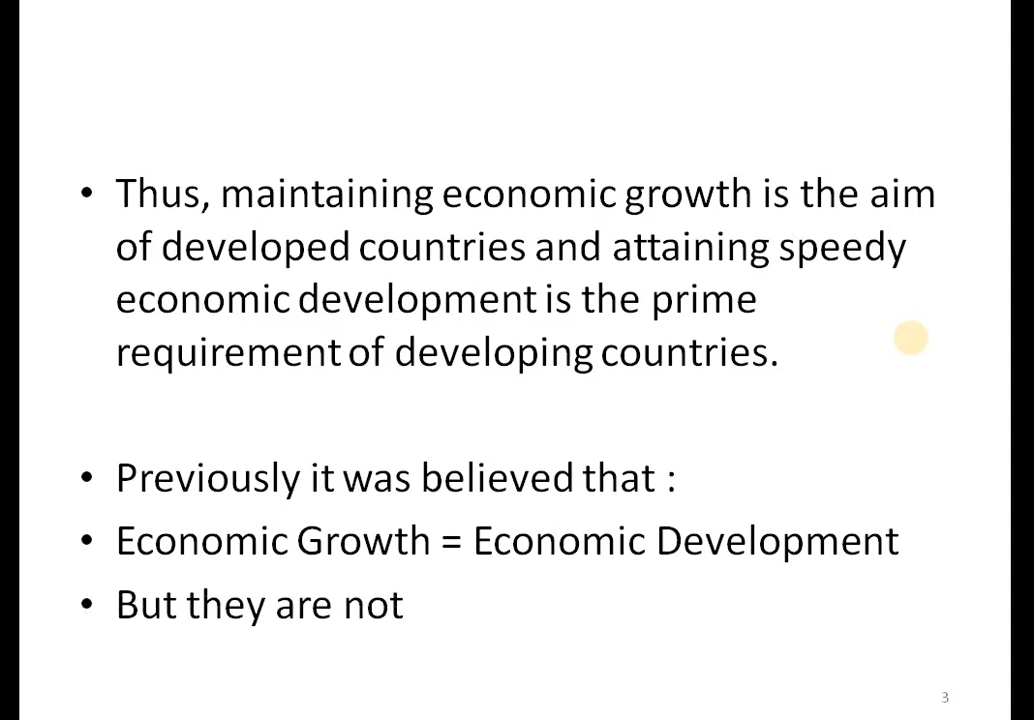 • Thus, maintaining economic growth is the aim
of developed countries and attaining speedy
economic development is the prime
requirement of developing countries.
• Previously it was believed that :
• Economic Growth = Economic Development
• But they are not
3